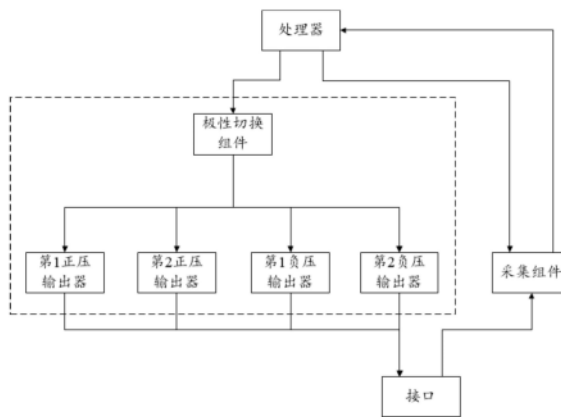 处理器
极性切换
组件
第1正压
输出器
第2正压
输出器
第1负压
输出器
第2负压
输出器
采集组件
接口